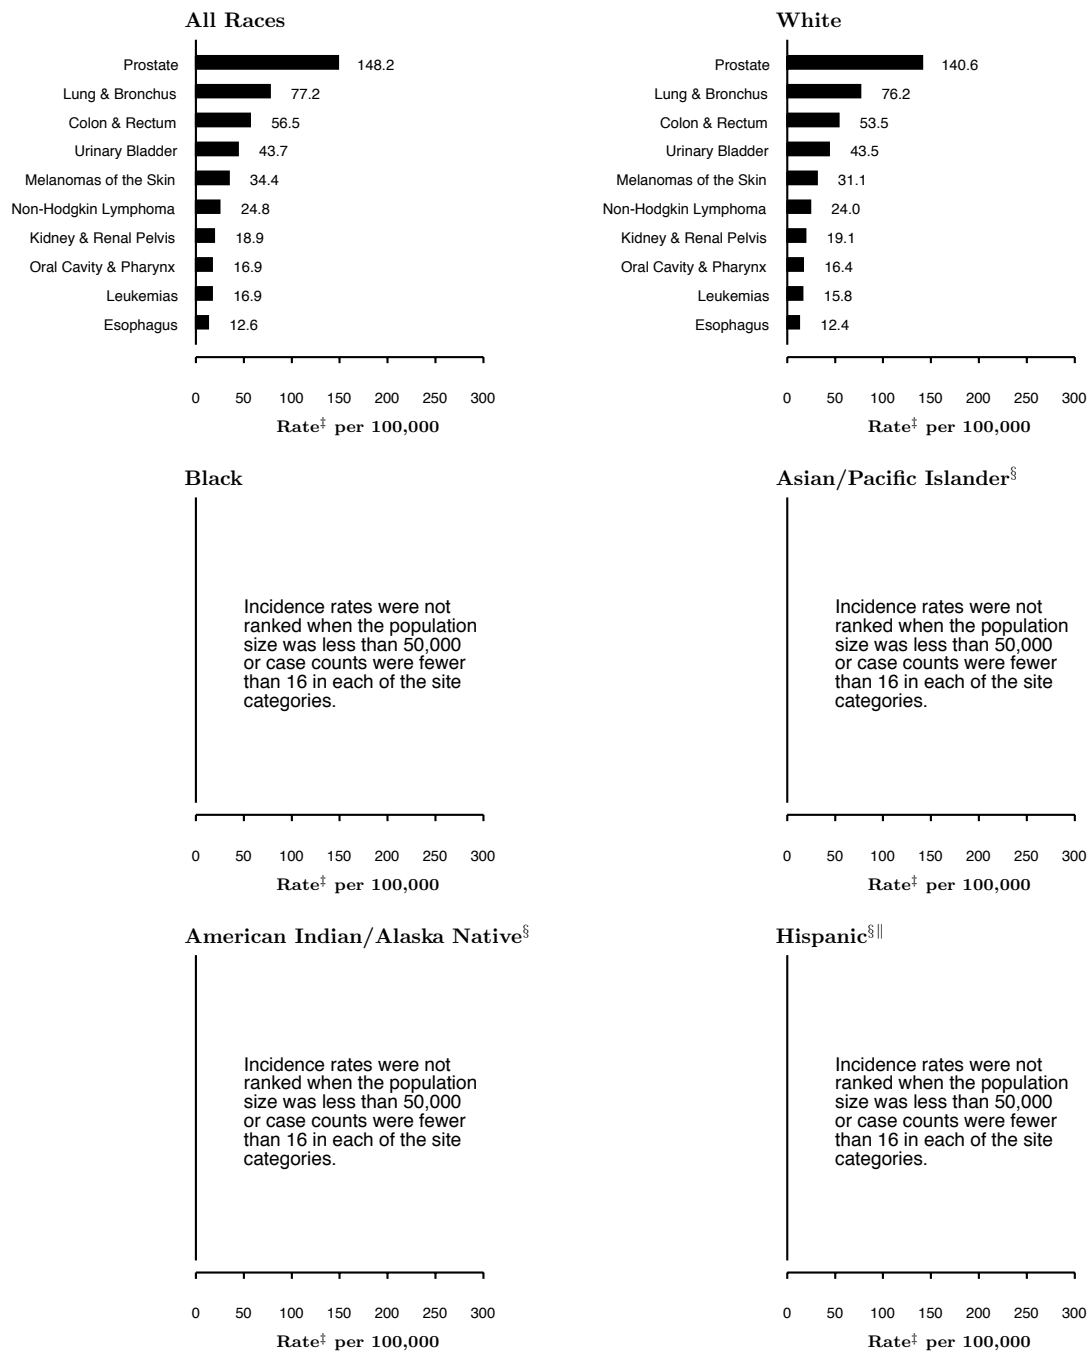 All Races
Prostate 148.2
Lung & Bronchus 77.2
Colon & Rectum 56.5
Urinary Bladder 43.7
Melanomas of the Skin 34.4
Non-Hodgkin Lymphoma 24.8
Kidney & Renal Pelvis 18.9
Oral Cavity & Pharynx 16.9
Leukemias 16.9
Esophagus 12.6
0 50 100 150 200 250 300
Rate‡ per 100,000
White
Prostate 140.6
Lung & Bronchus 76.2
Colon & Rectum 53.5
Urinary Bladder 43.5
Melanomas of the Skin 31.1
Non-Hodgkin Lymphoma 24.0
Kidney & Renal Pelvis 19.1
Oral Cavity & Pharynx 16.4
Leukemias 15.8
Esophagus 12.4
0 50 100 150 200 250 300
Rate‡ per 100,000
Black
Incidence rates were not
ranked when the population
size was less than 50,000
or case counts were fewer
than 16 in each of the site
categories.
0 50 100 150 200 250 300
Rate‡ per 100,000
Asian/Pacific Islander§
Incidence rates were not
ranked when the population
size was less than 50,000
or case counts were fewer
than 16 in each of the site
categories.
0 50 100 150 200 250 300
Rate‡ per 100,000
American Indian/Alaska Native§
Incidence rates were not
ranked when the population
size was less than 50,000
or case counts were fewer
than 16 in each of the site
categories.
0 50 100 150 200 250 300
Rate‡ per 100,000
Hispanic§‖
Incidence rates were not
ranked when the population
size was less than 50,000
or case counts were fewer
than 16 in each of the site
categories.
0 50 100 150 200 250 300
Rate‡ per 100,000